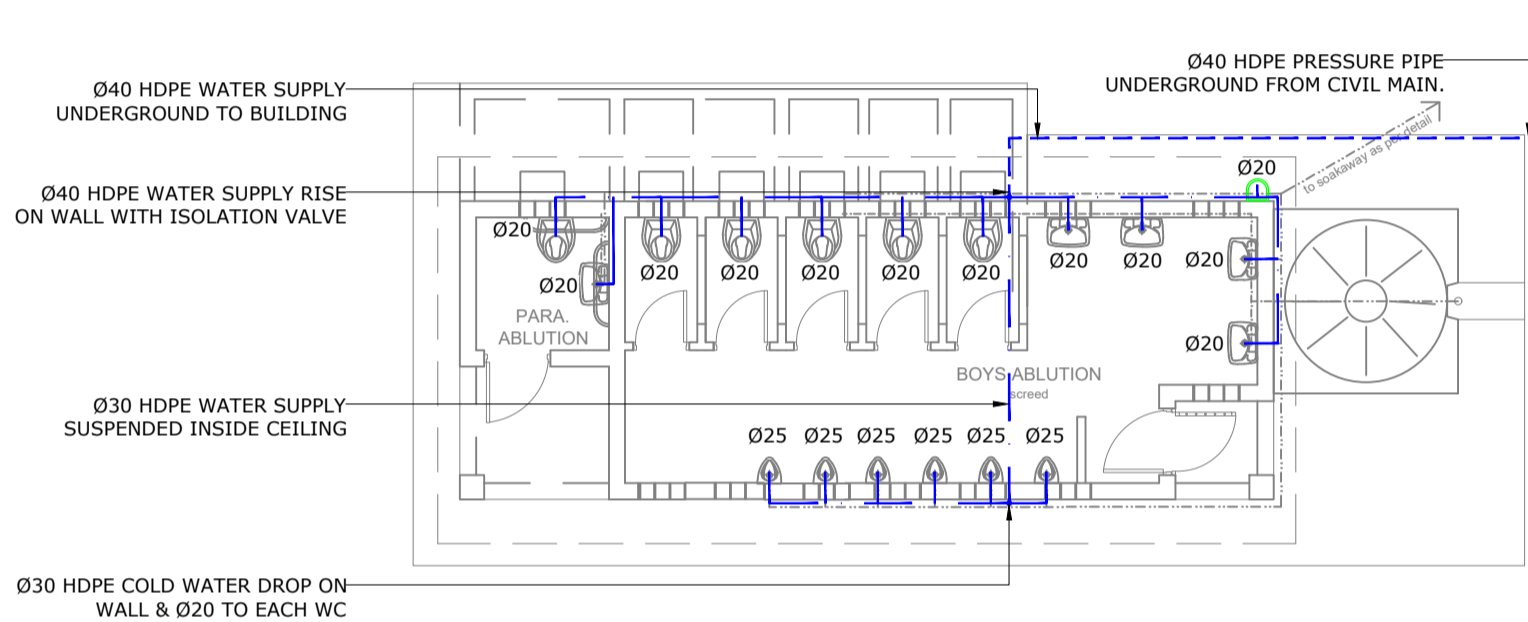 Ø40 HDPE WATER SUPPLY
UNDERGROUND TO BUILDING
Ø40 HDPE PRESSURE PIPE
UNDERGROUND FROM CIVIL MAIN.
to soakaway as per detail
Ø20
Ø40 HDPE WATER SUPPLY RISE
ON WALL WITH ISOLATION VALVE
Ø20
Ø20
Ø20
Ø20
Ø20
Ø20
Ø20
Ø20
Ø20
Ø20
Ø20
PARA.
ABLUTION
Ø20
BOYS ABLUTION
screed
Ø30 HDPE WATER SUPPLY
SUSPENDED INSIDE CEILING
Ø25
Ø25
Ø25
Ø25
Ø25
Ø25
Ø30 HDPE COLD WATER DROP ON
WALL & Ø20 TO EACH WC